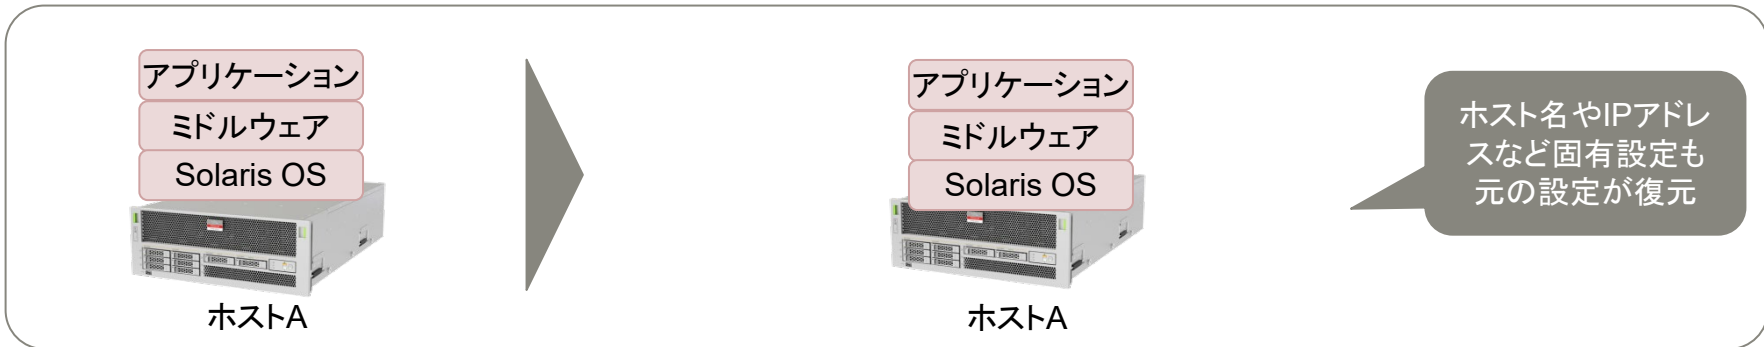 アプリケーション
ミドルウェア
Solaris OS
ホストA
アプリケーション
ミドルウェア
Solaris OS
ホストA
ホスト名やIPアドレ
スなど固有設定も
元の設定が復元